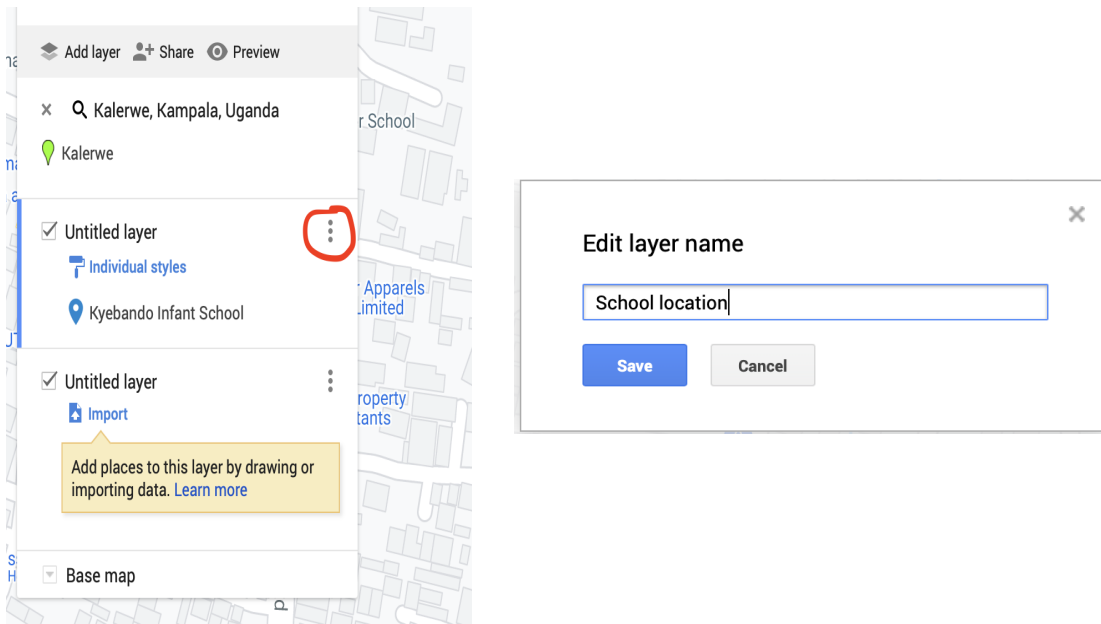 Add layer Share Preview
Kalerwe, Kampala, Uganda
Kalerwe
Untitled layer
Individual styles
Kyebando Infant School
Untitled layer
Import
Add places to this layer by drawing or
importing data. Learn more
Base map
r School
Apparels
Limited
roperty
tants
Edit layer name
School location
Save Cancel